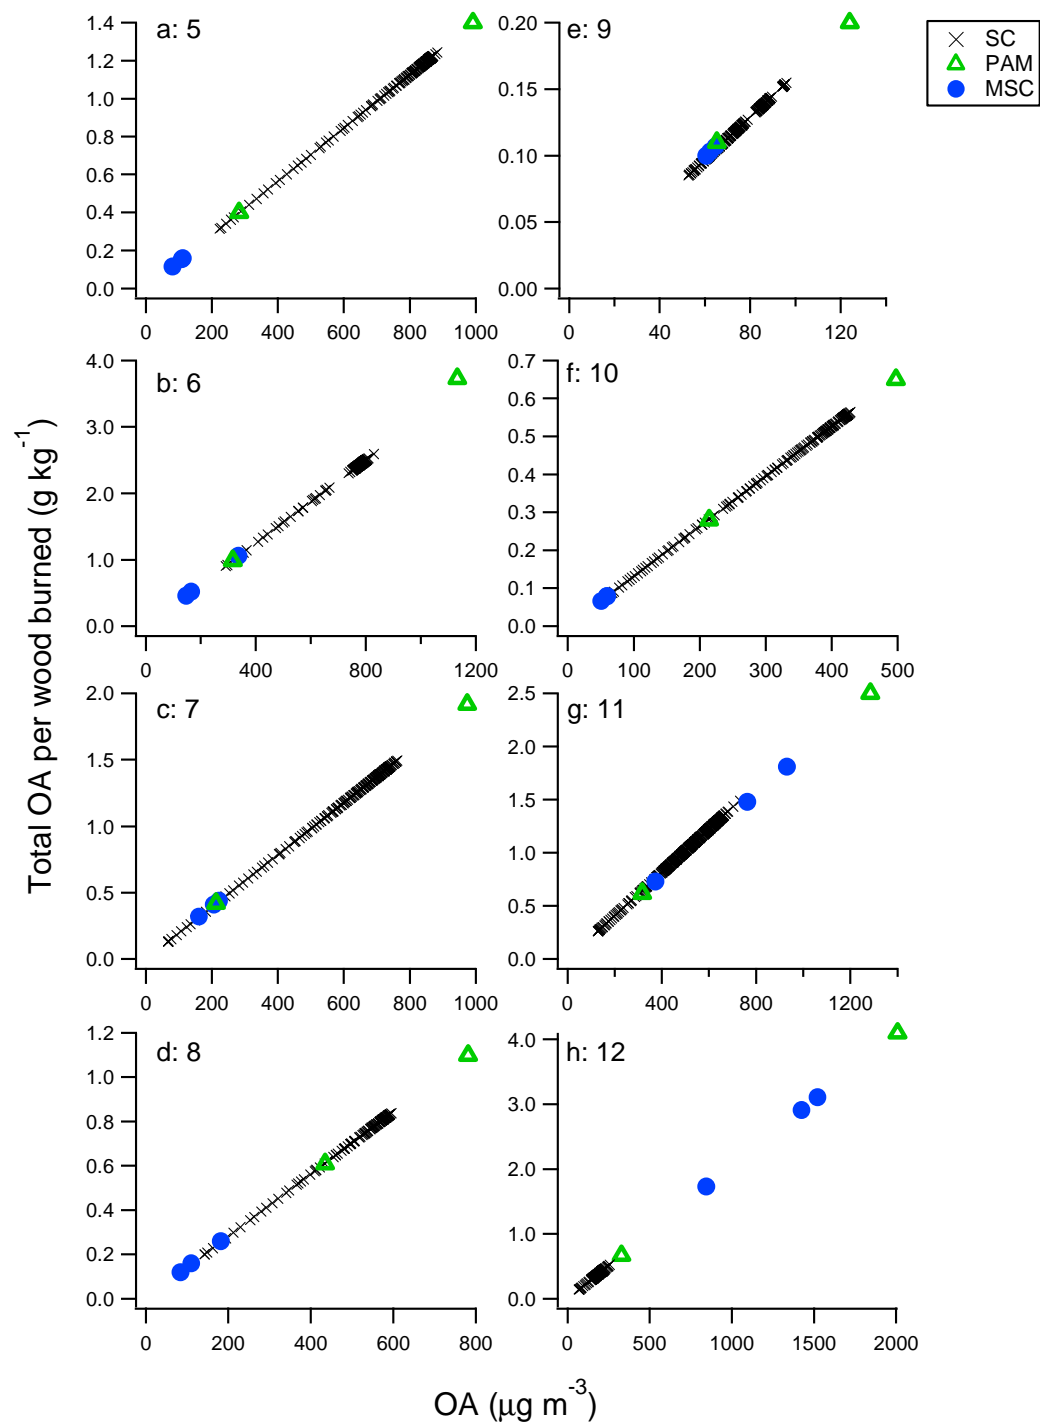 a: 5
1.4
1.2
1.0
0.8
0.6
0.4
0.2
0.0
0 200 400 600 800 1000
e: 9
0.20
0.15
0.10
0.05
0.00
0 40 80 120
SC
PAM
MSC
b: 6
4.0
3.0
2.0
1.0
0.0
0 400 800 1200
f: 10
0.7
0.6
0.5
0.4
0.3
0.2
0.1
0.0
0 100 200 300 400 500
c: 7
2.0
1.5
1.0
0.5
0.0
0 200 400 600 800 1000
g: 11
2.5
2.0
1.5
1.0
0.5
0.0
0 400 800 1200
d: 8
1.2
1.0
0.8
0.6
0.4
0.2
0.0
0 200 400 600 800
h: 12
4.0
3.0
2.0
1.0
0.0
0 500 1000 1500 2000
Total OA per wood burned (g kg⁻¹)
OA (μg m⁻³)